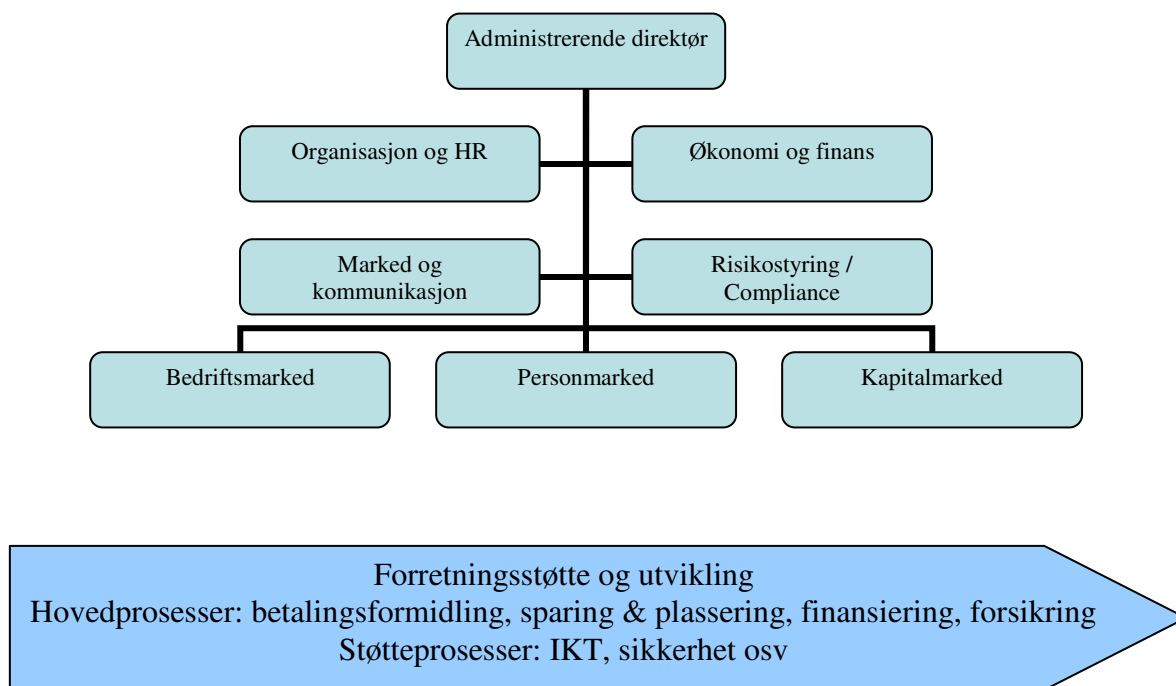 Administrerende direktør
Organisasjon og HR
Økonomi og finans
Marked og
kommunikasjon
Risikostyring /
Compliance
Bedriftsmarked
Personmarked
Kapitalmarked
Forretningsstøtte og utvikling
Hovedprosesser: betalingsformidling, sparing & plassering, finansiering, forsikring
Støtteprosesser: IKT, sikkerhet osv